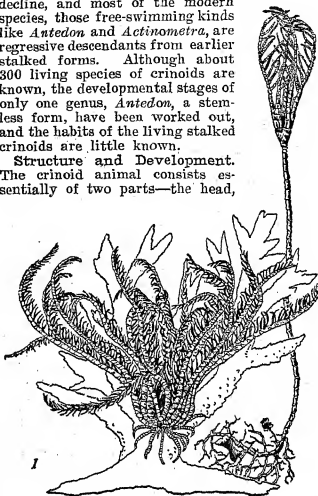 decline, and most of the modern
species, those free-swimming kinds
like Antedon and Actinometra, are
regressive descendants from earlier
stalked forms. Although about
300 living species of crinoids are
known, the developmental stages of
only one genus, Antedon, a stem-
less form, have been worked out,
and the habits of the living stalked
crinoids are little known.
Structure and Development.
The crinoid animal consists es-
sentially of two parts—the head,
1